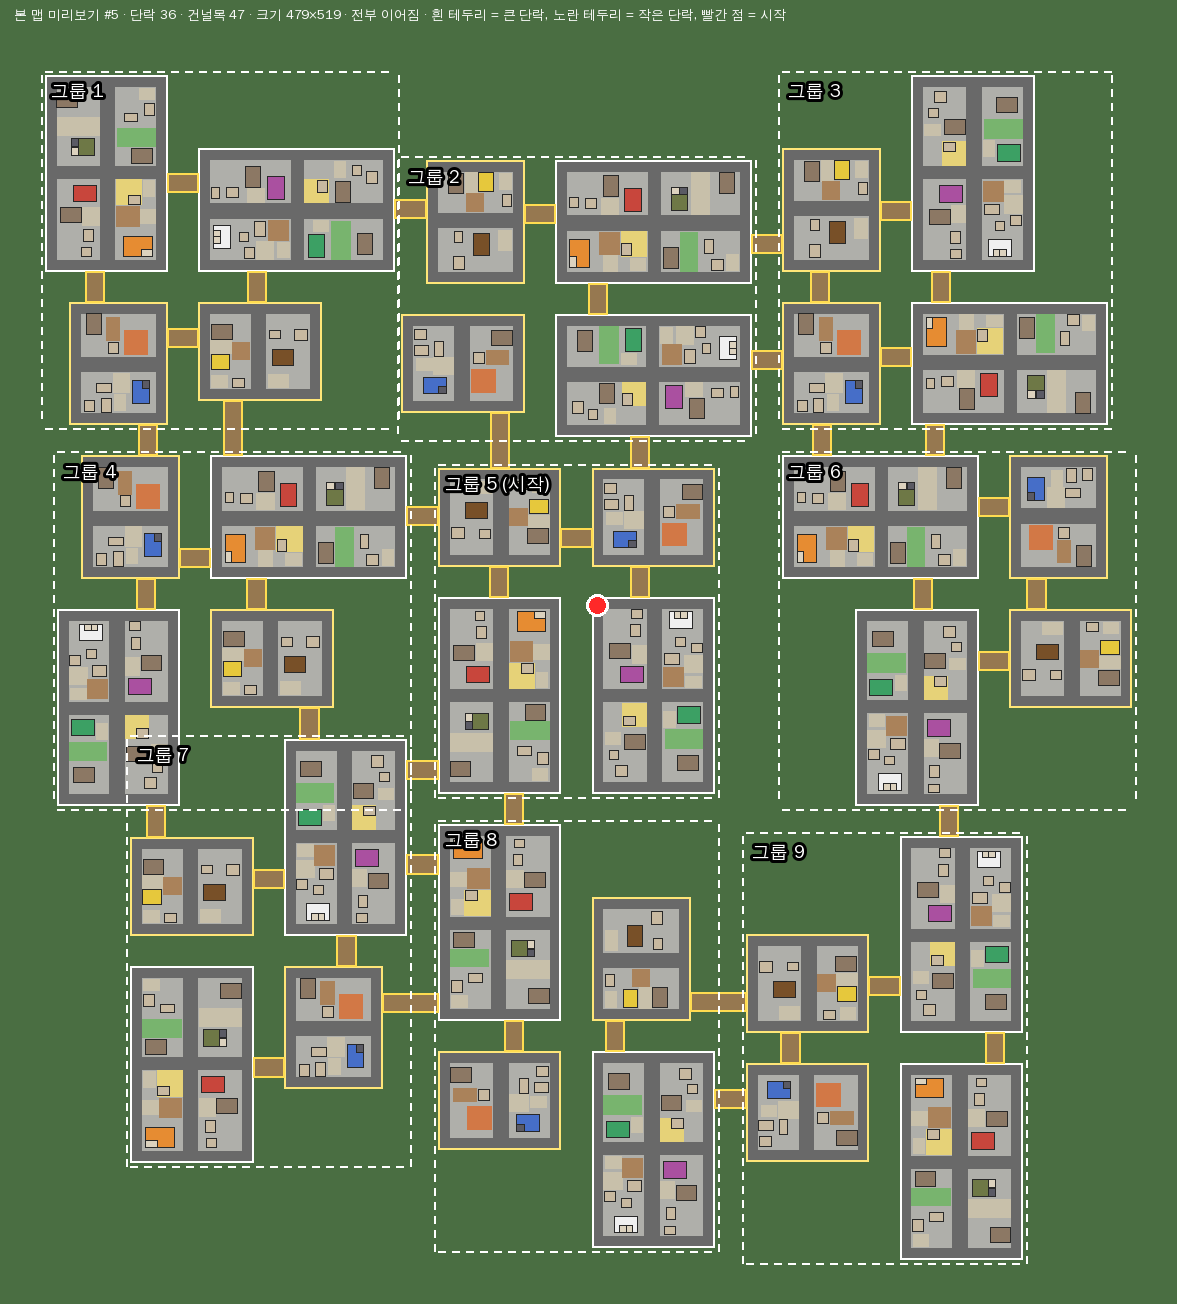 본 맵 미리보기 #5 · 단락 36 · 건널목 47 · 크기 479×519 · 전부 이어짐 · 흰 테두리 = 큰 단락, 노란 테두리 = 작은 단락, 빨간 점 = 시작
그룹 1
그룹 2
그룹 3
그룹 4
그룹 5 (시작)
그룹 6
그룹 7
그룹 8
그룹 9